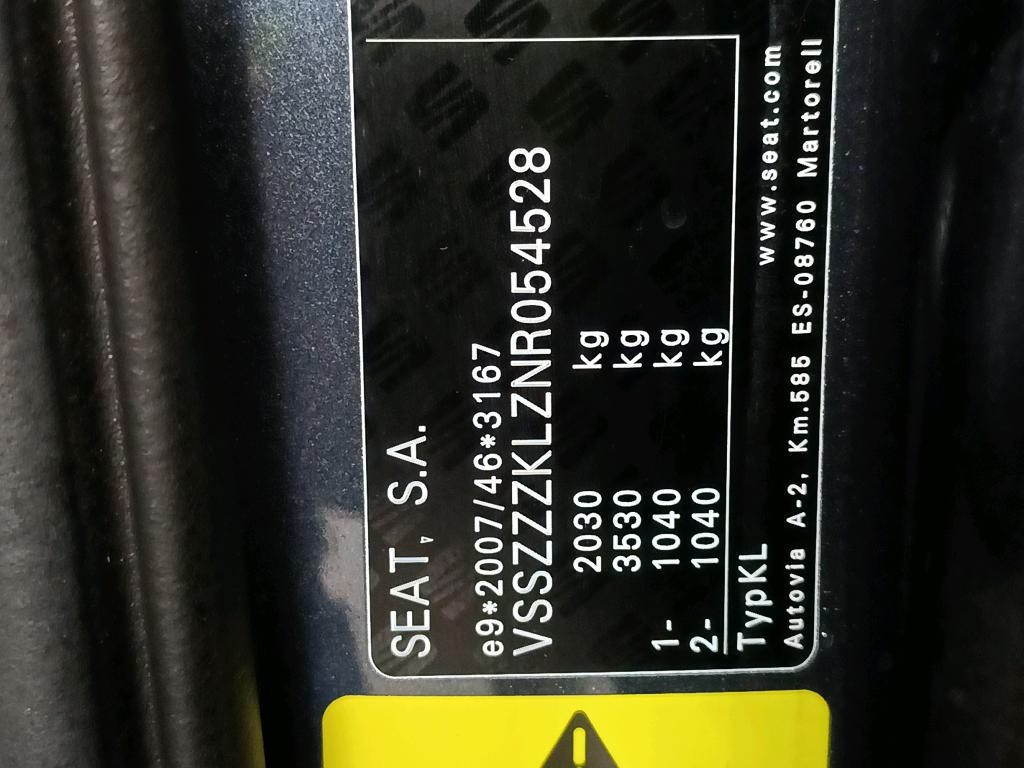 SEAT, S.A.
e9*2007/46*3167
VSSZZZKLZNR054528
2030 kg
3530 kg
1- 1040 kg
2- 1040 kg
TypKL
www.seat.com
Autovia A-2, Km.585 ES-08760 Martorell